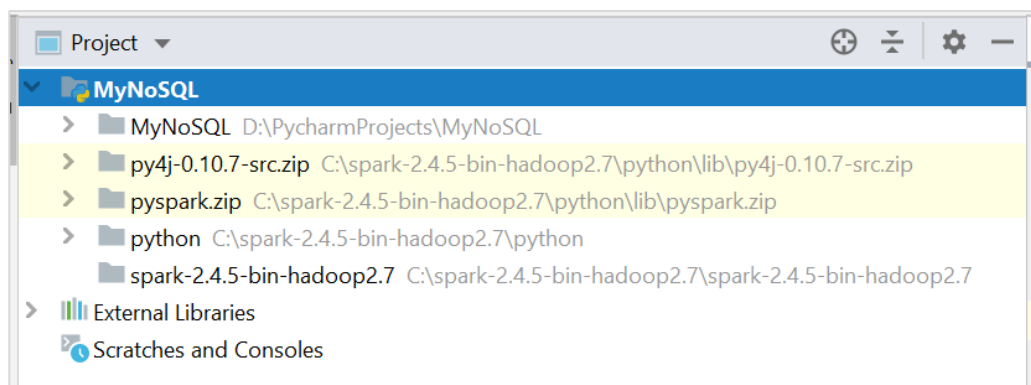 Project
MyNoSQL
MyNoSQL D:\PycharmProjects\MyNoSQL
py4j-0.10.7-src.zip C:\spark-2.4.5-bin-hadoop2.7\python\lib\py4j-0.10.7-src.zip
pyspark.zip C:\spark-2.4.5-bin-hadoop2.7\python\lib\pyspark.zip
python C:\spark-2.4.5-bin-hadoop2.7\python
spark-2.4.5-bin-hadoop2.7 C:\spark-2.4.5-bin-hadoop2.7\spark-2.4.5-bin-hadoop2.7
External Libraries
Scratches and Consoles